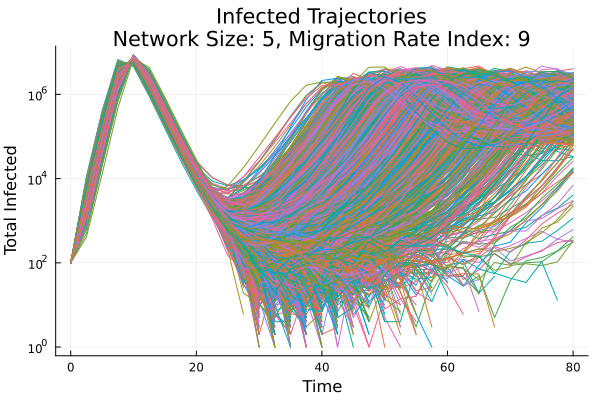 Infected Trajectories
Network Size: 5, Migration Rate Index: 9
Total Infected
10⁶
10⁴
10²
10⁰
0 20 40 60 80
Time